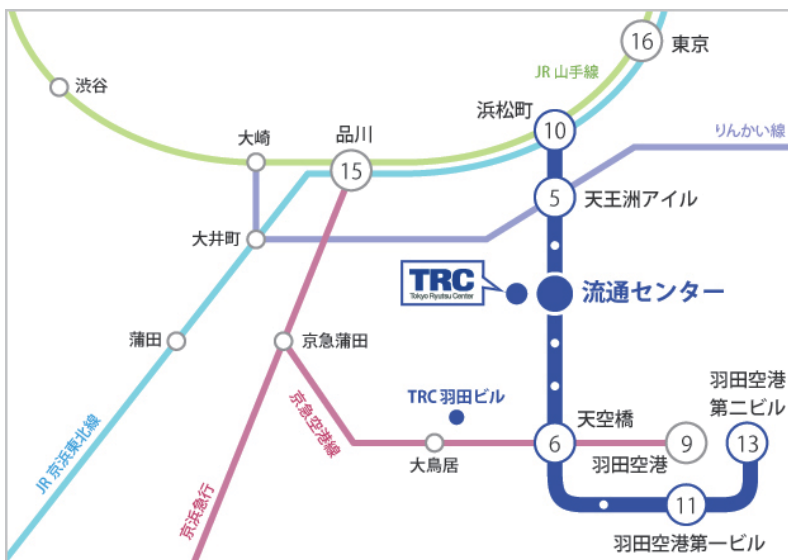 16
東京
JR山手線
渋谷
浜松町
10
りんかい線
大崎
品川
15
5
天王洲アイル
大井町
TRC
Tokyo Ryutsu Center
流通センター
蒲田
京急蒲田
羽田空港
第二ビル
TRC 羽田ビル
京急空港線
天空橋
JR 京浜東北線
6
9
13
大鳥居
羽田空港
京浜急行
11
羽田空港第一ビル